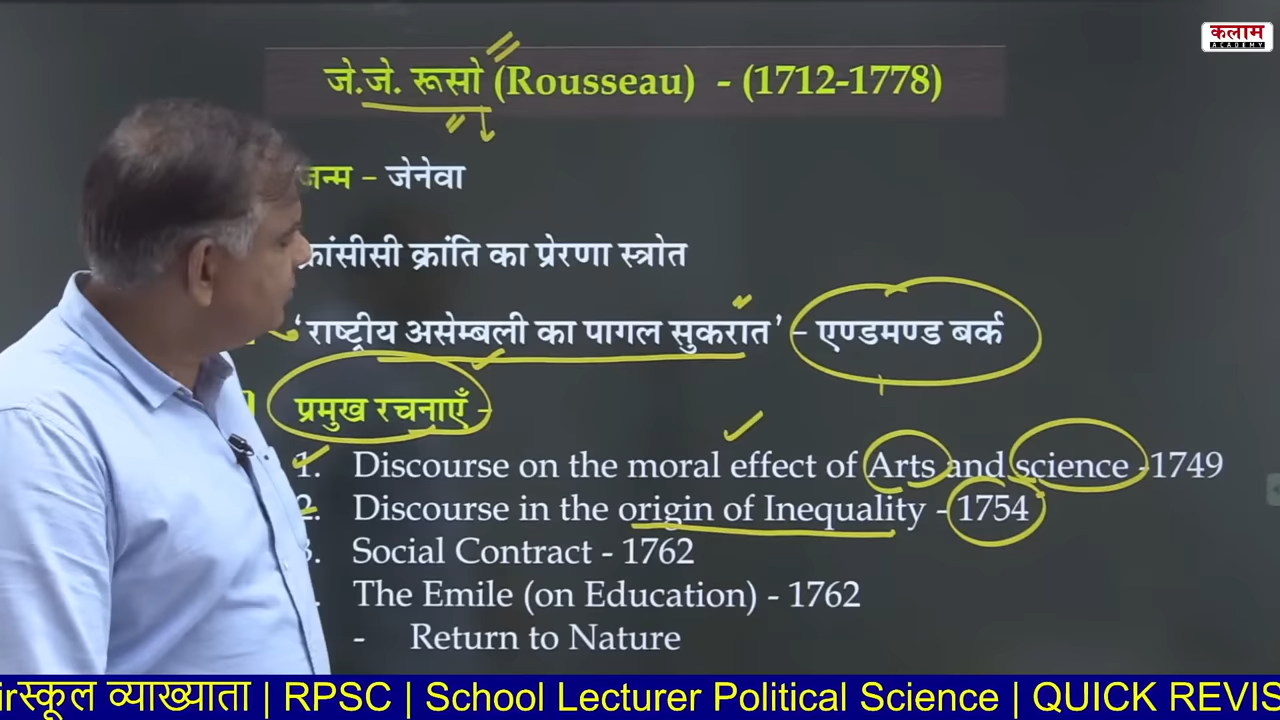 कलाम
ACADEMY
जे.जे. रूसो (Rousseau) - (1712-1778)
जन्म - जेनेवा
फ्रांसीसी क्रांति का प्रेरणा स्त्रोत
'राष्ट्रीय असेम्बली का पागल सुकरात' - एण्डमण्ड बर्क
प्रमुख रचनाएँ -
1. Discourse on the moral effect of Arts and science -1749
2. Discourse in the origin of Inequality - 1754
3. Social Contract - 1762
The Emile (on Education) - 1762
- Return to Nature
स्कूल व्याख्याता | RPSC | School Lecturer Political Science | QUICK REVIS